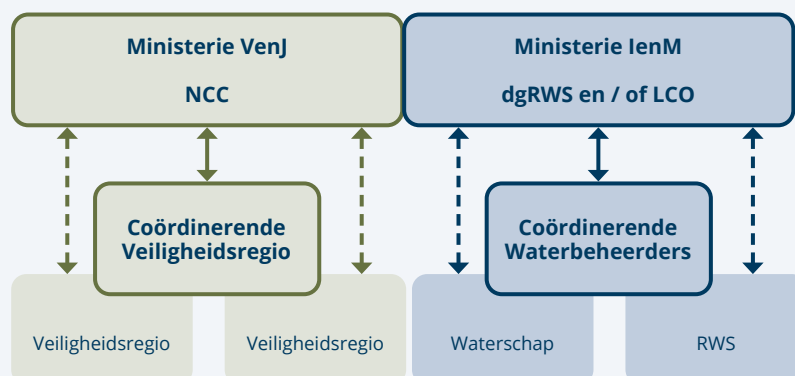 Ministerie VenJ
NCC
Ministerie IenM
dgRWS en / of LCO
Coördinerende
Veiligheidsregio
Coördinerende
Waterbeheerders
Veiligheidsregio
Veiligheidsregio
Waterschap
RWS